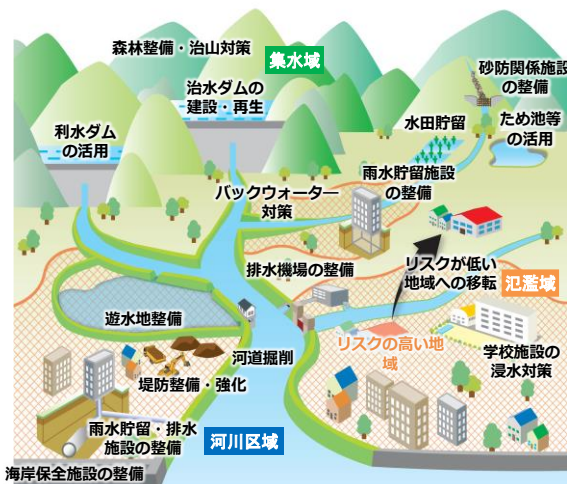 森林整備・治山対策
集水域
砂防関係施設
の整備
治水ダムの
建設・再生
利水ダム
の活用
水田貯留
ため池等
の活用
雨水貯留施設
の整備
バックウォーター
対策
排水機場の整備
リスクが低い
地域への移転
氾濫域
遊水地整備
リスクの高い地
域
学校施設の
浸水対策
河道掘削
堤防整備・強化
雨水貯留・排水
施設の整備
河川区域
海岸保全施設の整備